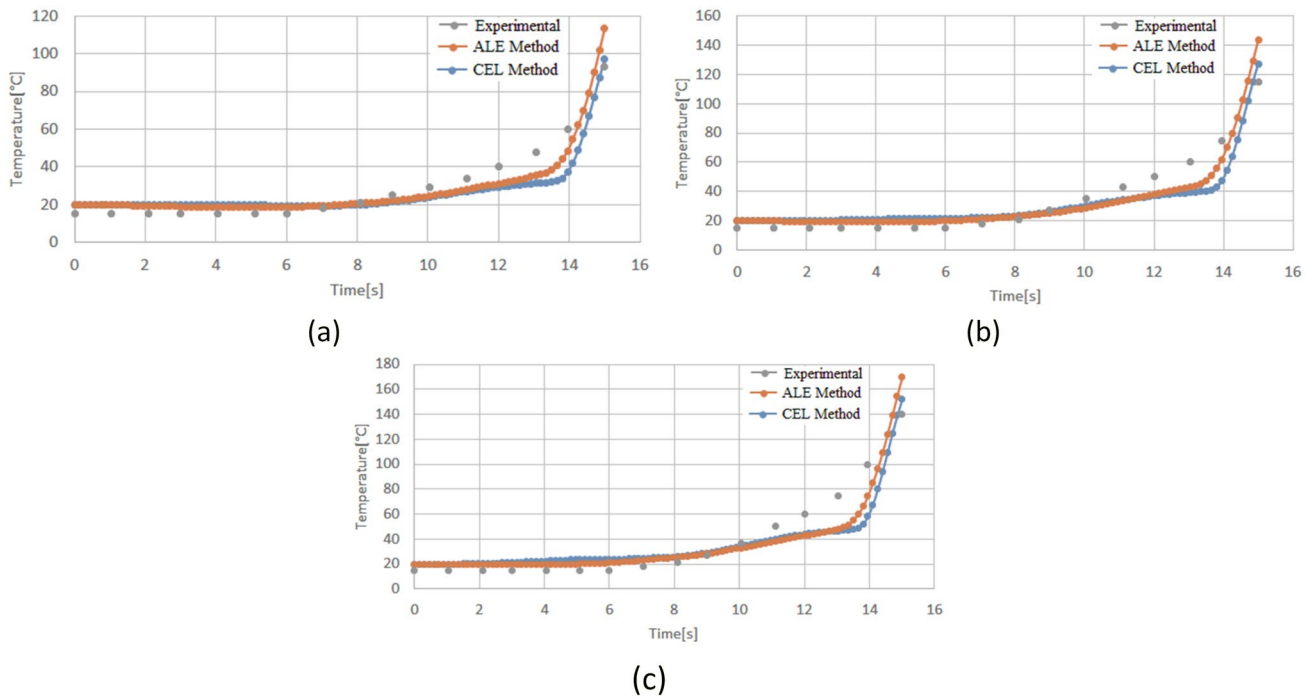 120
100
80
60
40
20
0
Temperature[°C]
Experimental
ALE Method
CEL Method
0 2 4 6 8 10 12 14 16
Time[s]
(a)
160
140
120
100
80
60
40
20
0
Temperature[°C]
Experimental
ALE Method
CEL Method
0 2 4 6 8 10 12 14 16
Time[s]
(b)
180
160
140
120
100
80
60
40
20
0
Temperature[°C]
Experimental
ALE Method
CEL Method
0 2 4 6 8 10 12 14 16
Time[s]
(c)